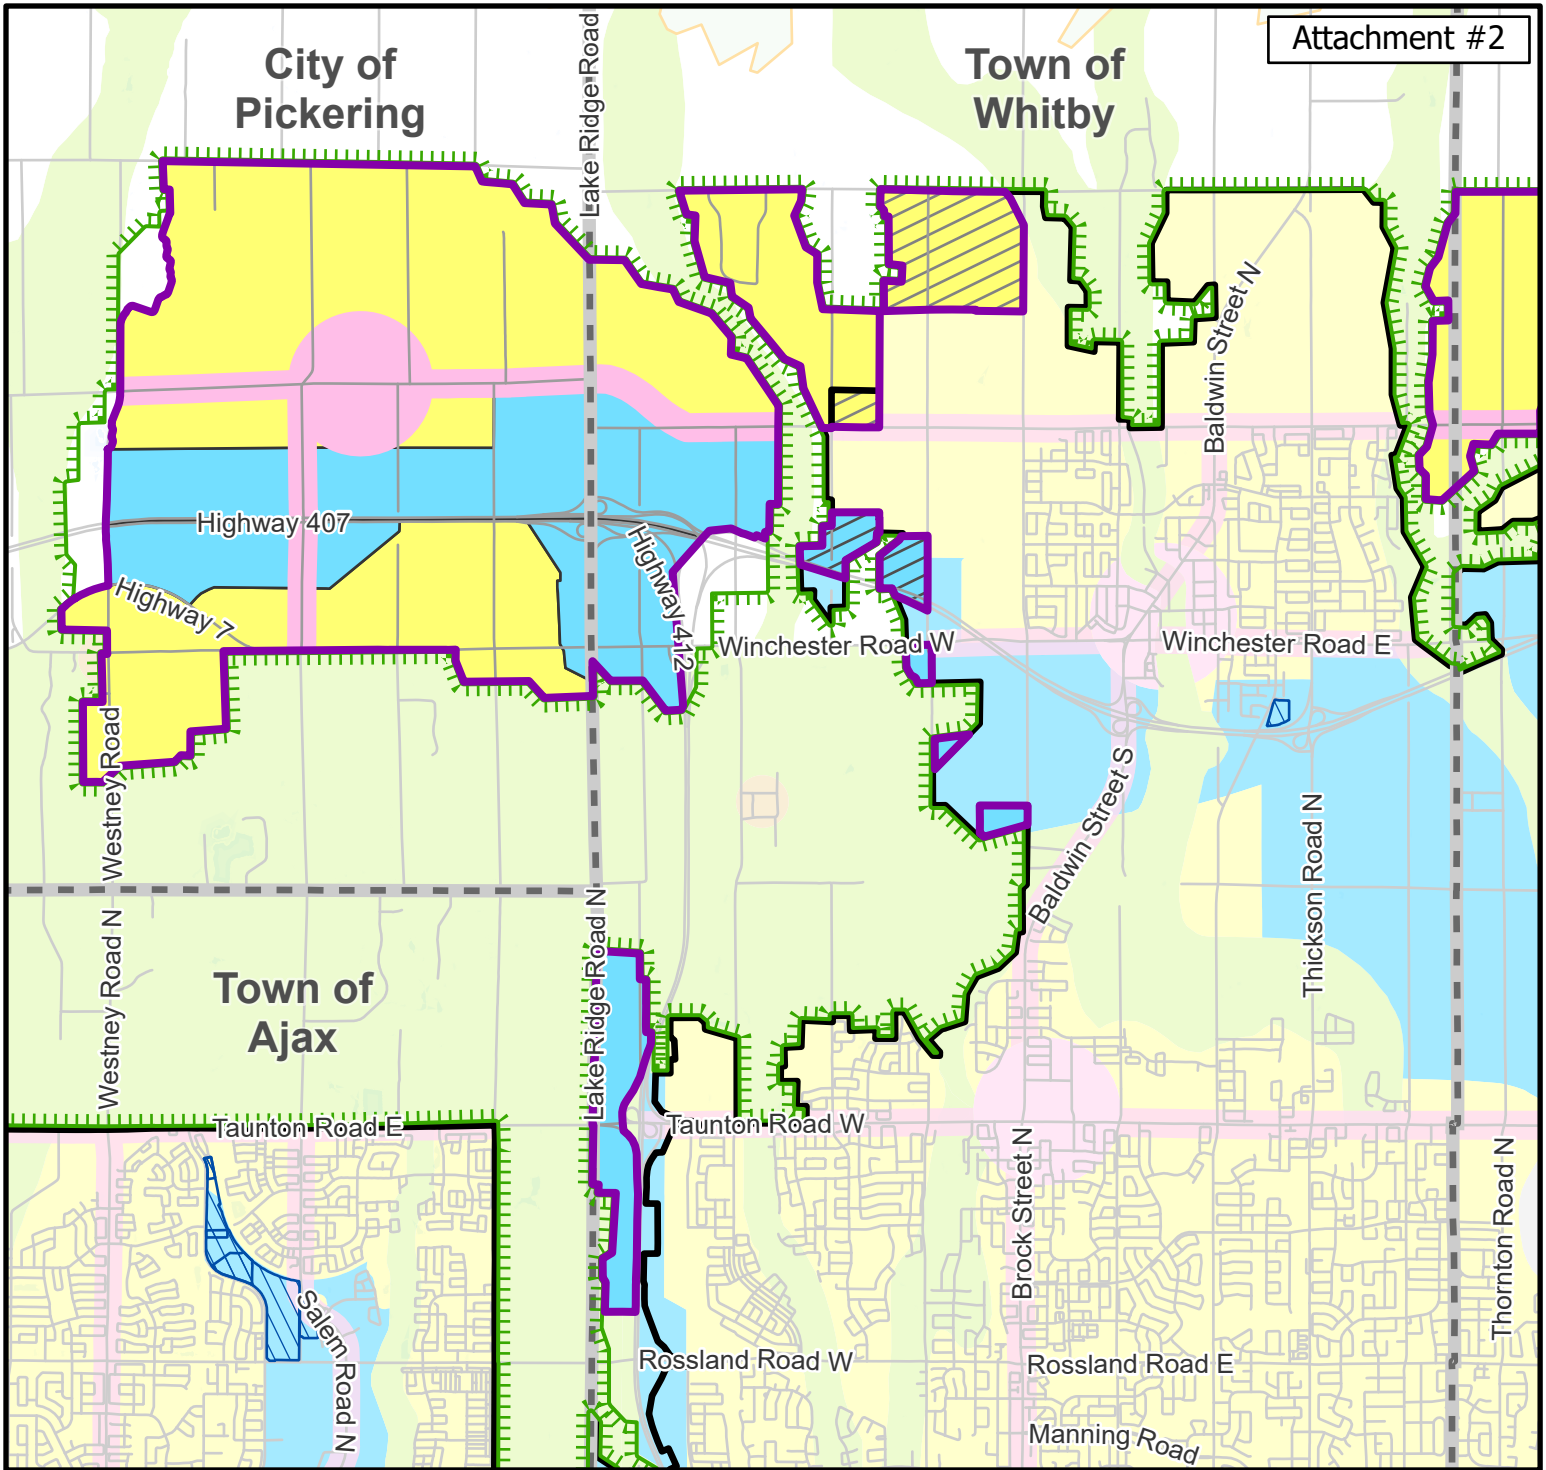 Attachment #2
City of
Pickering
Lake Ridge Road
Town of
Whitby
Baldwin Street N
Highway 407
Highway 412
Highway 7
Winchester Road W
Winchester Road E
Westney Road
Baldwin Street S
Thickson Road N
Lake Ridge Road N
Westney Road N
Town of
Ajax
Taunton Road E
Taunton Road W
Brock Street N
Thornton Road N
Salem Road N
Rossland Road W
Rossland Road E
Manning Road